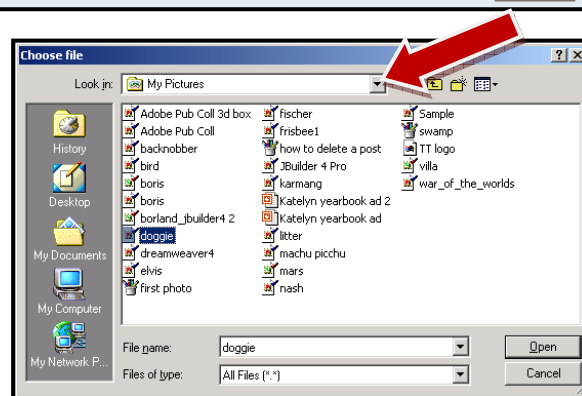 Choose file
Look in: My Pictures
History
Desktop
My Documents
My Computer
My Network P...
Adobe Pub Coll 3d box
Adobe Pub Coll
backnobber
bird
boris
boris
borland_jbuilder4 2
doggie
dreamweaver4
elvis
first photo
fischer
frisbee1
how to delete a post
JBuilder 4 Pro
karmang
Katelyn yearbook ad 2
Katelyn yearbook ad
litter
machu picchu
mars
nash
Sample
swamp
TT logo
villa
war_of_the_worlds
File name: doggie Open
Files of type: All Files (*.*) Cancel